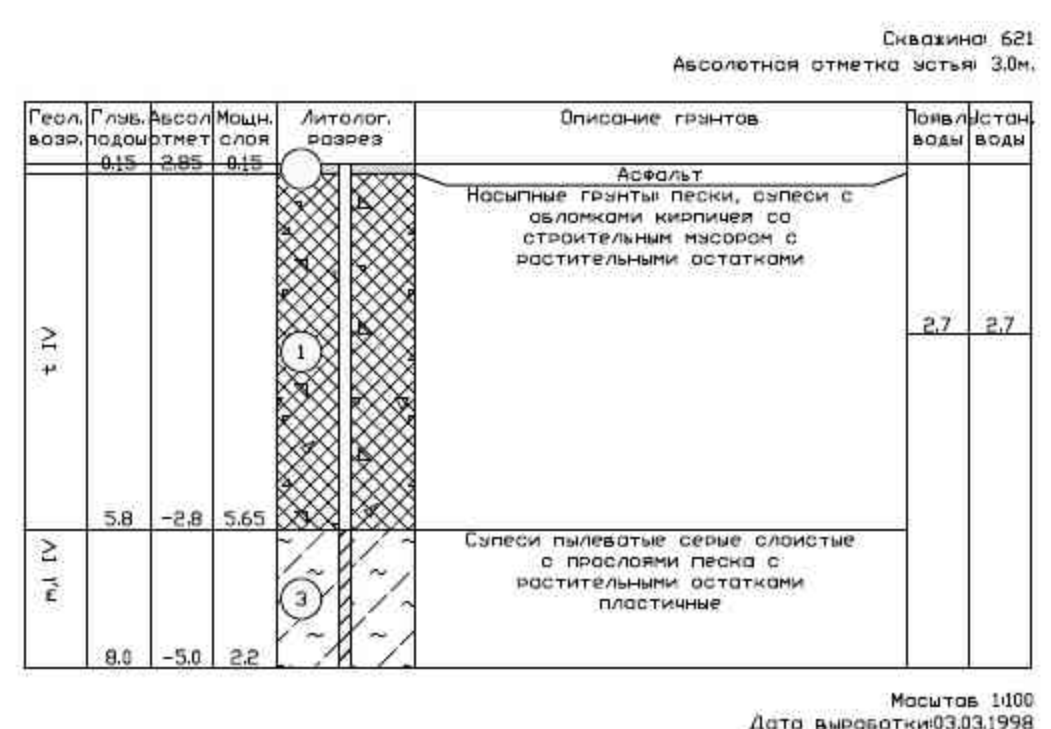 Скважина: 621
Абсолютная отметка устья: 3.0м.
Геол. Глуб. Абсол Мощн. Литолог. Описание грунтов Появл Устан.
возр. подош отмет слоя разрез воды воды
0.15 2.85 0.15 Асфальт
Насыпные грунты: пески, супеси с
обломками кирпичей со
строительным мусором с
растительными остатками
2.7 2.7
t IV
1
5.8 -2.8 5.65
Супеси пылеватые серые слоистые
с прослоями песка с
растительными остатками
пластичные
m,l IV
3
8.0 -5.0 2.2
Масштаб 1:100
Дата выработки:03.03.1998